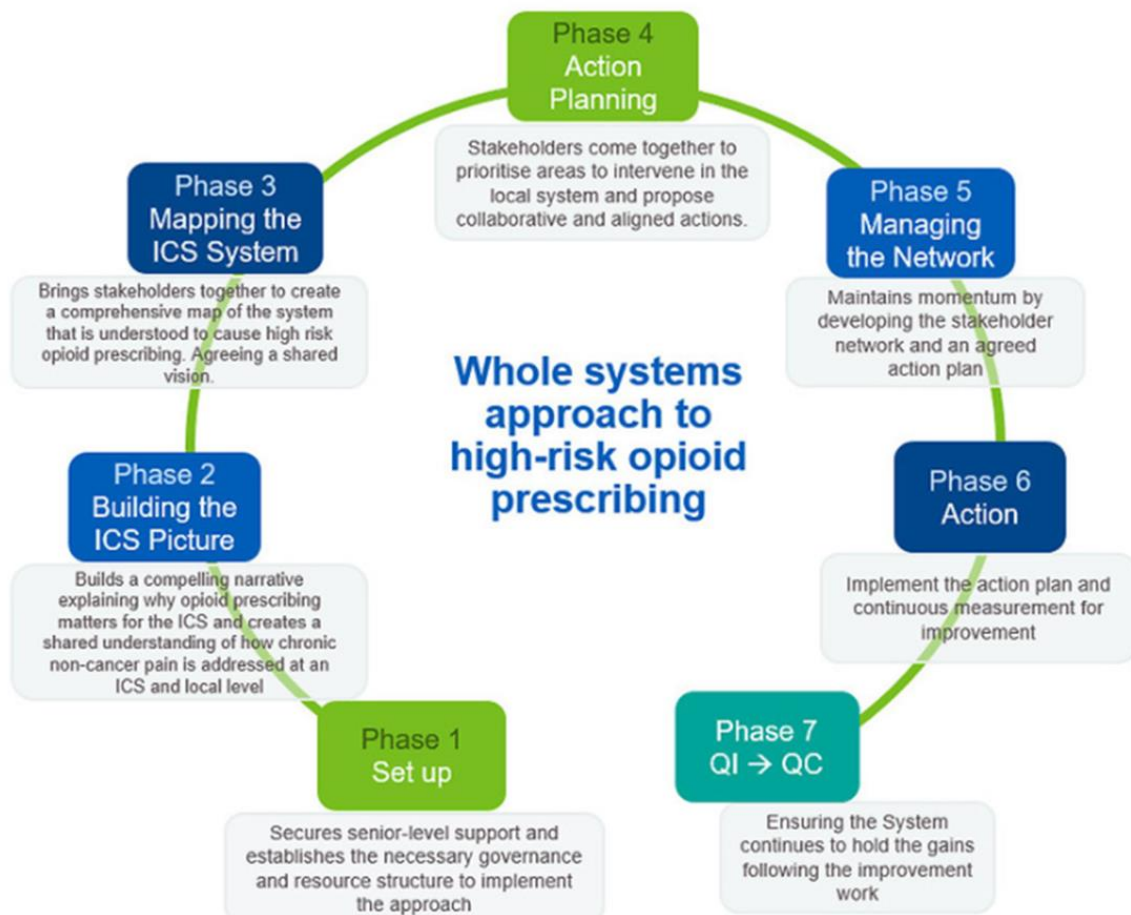 Phase 1
Set up
Secures senior-level support and
establishes the necessary governance
and resource structure to implement
the approach
Phase 2
Building the
ICS Picture
Builds a compelling narrative
explaining why opioid prescribing
matters for the ICS and creates a
shared understanding of how chronic
non-cancer pain is addressed at an
ICS and local level
Phase 3
Mapping the
ICS System
Brings stakeholders together to create
a comprehensive map of the system
that is understood to cause high risk
opioid prescribing. Agreeing a shared
vision.
Phase 4
Action
Planning
Stakeholders come together to
prioritise areas to intervene in the
local system and propose
collaborative and aligned actions.
Phase 5
Managing
the Network
Maintains momentum by
developing the stakeholder
network and an agreed
action plan
Phase 6
Action
Implement the action plan and
continuous measurement for
improvement
Phase 7
QI → QC
Ensuring the System
continues to hold the gains
following the improvement
work
Whole systems
approach to
high-risk opioid
prescribing